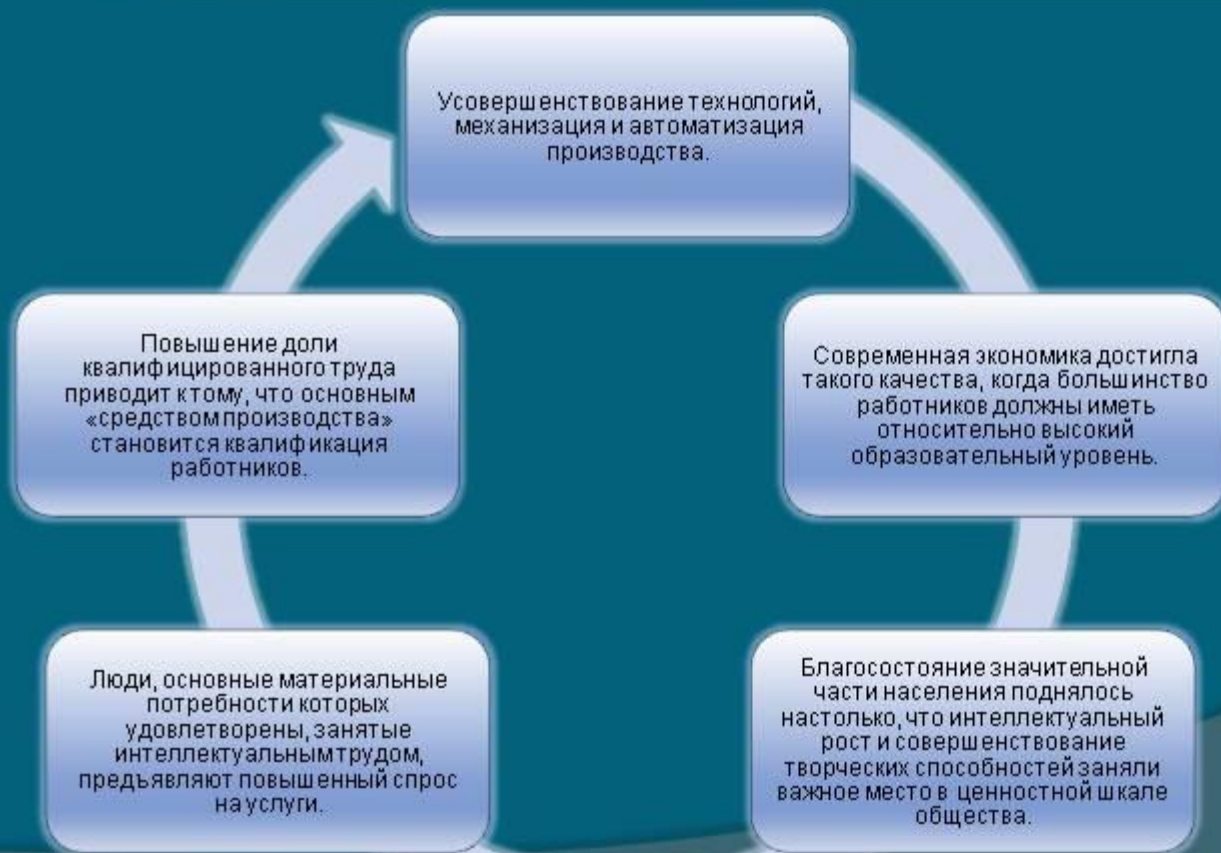 Усовершенствование технологий,
механизация и автоматизация
производства.
Современная экономика достигла
такого качества, когда большинство
работников должны иметь
относительно высокий
образовательный уровень.
Благосостояние значительной
части населения поднялось
настолько, что интеллектуальный
рост и совершенствование
творческих способностей заняли
важное место в ценностной шкале
общества.
Люди, основные материальные
потребности которых
удовлетворены, занятые
интеллектуальным трудом,
предъявляют повышенный спрос
на услуги.
Повышение доли
квалифицированного труда
приводит к тому, что основным
«средством производства»
становится квалификация
работников.